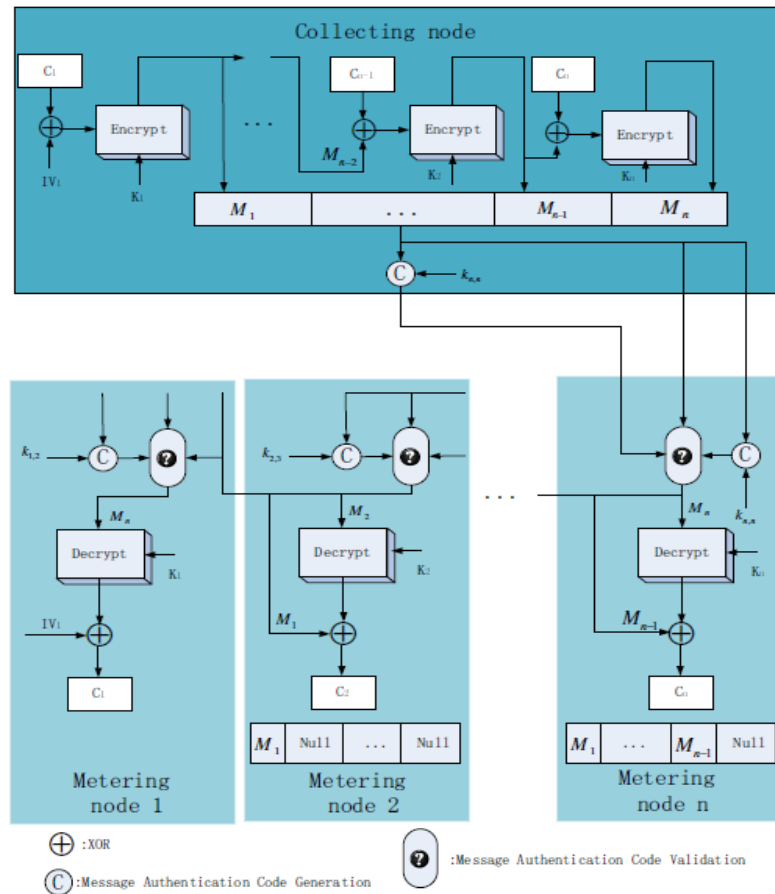 Collecting node
C₁
Cₙ₋₁
Cₙ
Encrypt
Encrypt
Encrypt
...
Mₙ₋₂
IV₁
K₁
K₂
Kₙ
M₁
...
Mₙ₋₁
Mₙ
C
kₙ,ₙ
k₁,₂
C
?
Mₙ
Decrypt
K₁
IV₁
C₁
Metering
node 1
k₂,₃
C
?
M₂
Decrypt
K₂
M₁
C₂
M₁
Null
...
Null
Metering
node 2
...
?
C
Mₙ
kₙ,ₙ
Decrypt
Kₙ
Mₙ₋₁
Cₙ
M₁
...
Mₙ₋₁
Null
Metering
node n
:XOR
C :Message Authentication Code Generation
? :Message Authentication Code Validation